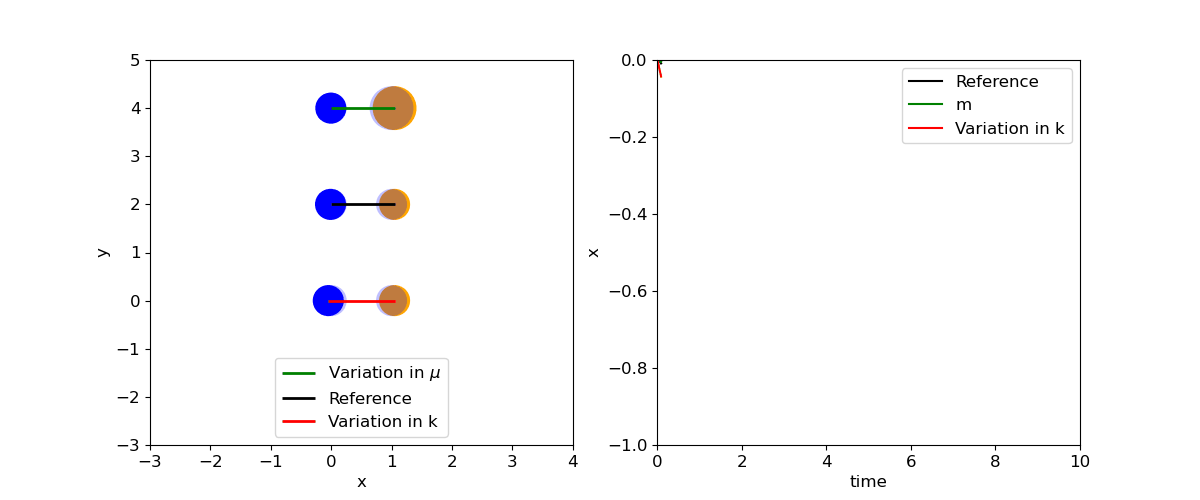 5
4
3
2
1
0
−1
−2
−3
y
Variation in μ
Reference
Variation in k
−3 −2 −1 0 1 2 3 4
x
0.0
−0.2
−0.4
−0.6
−0.8
−1.0
x
Reference
m
Variation in k
0 2 4 6 8 10
time